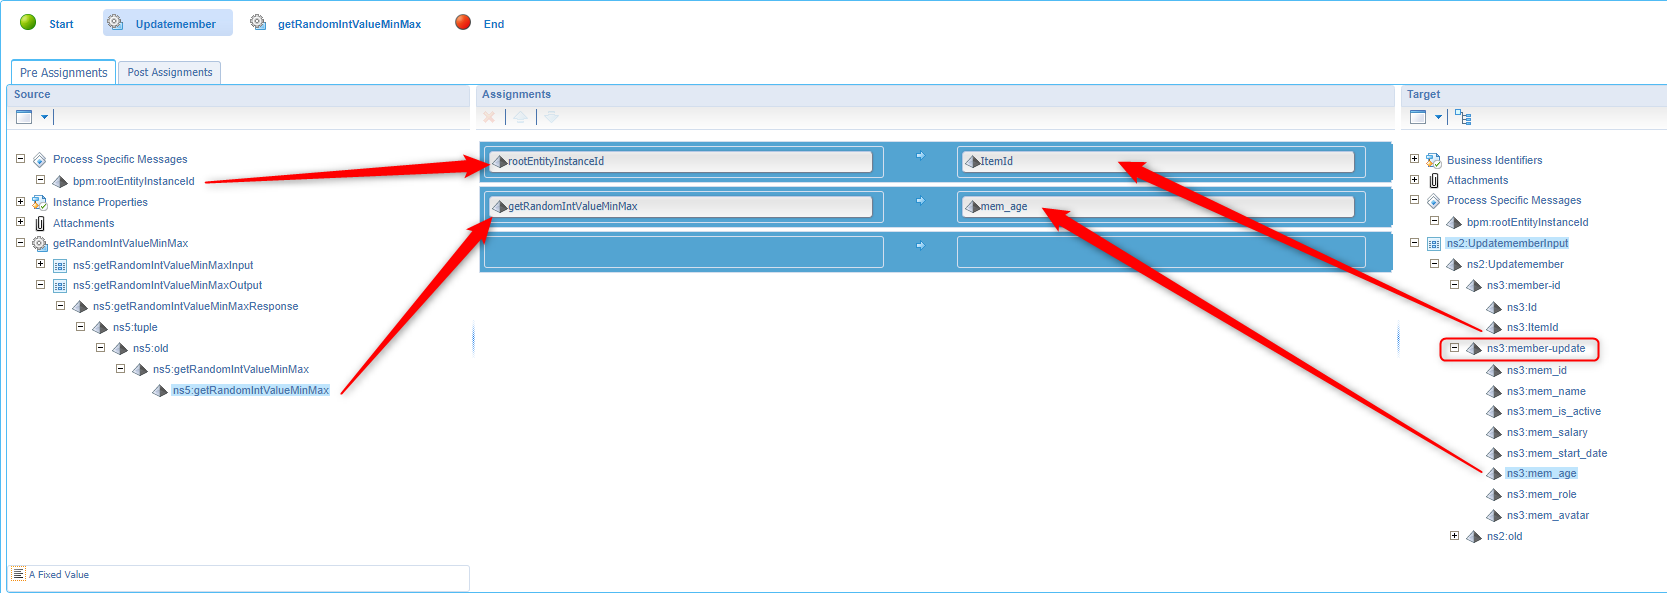 Start
Updatemember
getRandomIntValueMinMax
End
Pre Assignments
Post Assignments
Source
Process Specific Messages
bpm:rootEntityInstanceId
Instance Properties
Attachments
getRandomIntValueMinMax
ns5:getRandomIntValueMinMaxInput
ns5:getRandomIntValueMinMaxOutput
ns5:getRandomIntValueMinMaxResponse
ns5:tuple
ns5:old
ns5:getRandomIntValueMinMax
ns5:getRandomIntValueMinMax
A Fixed Value
Assignments
rootEntityInstanceId
ItemId
getRandomIntValueMinMax
mem_age
Target
Business Identifiers
Attachments
Process Specific Messages
bpm:rootEntityInstanceId
ns2:UpdatememberInput
ns2:Updatemember
ns3:member-id
ns3:Id
ns3:ItemId
ns3:member-update
ns3:mem_id
ns3:mem_name
ns3:mem_is_active
ns3:mem_salary
ns3:mem_start_date
ns3:mem_age
ns3:mem_role
ns3:mem_avatar
ns2:old